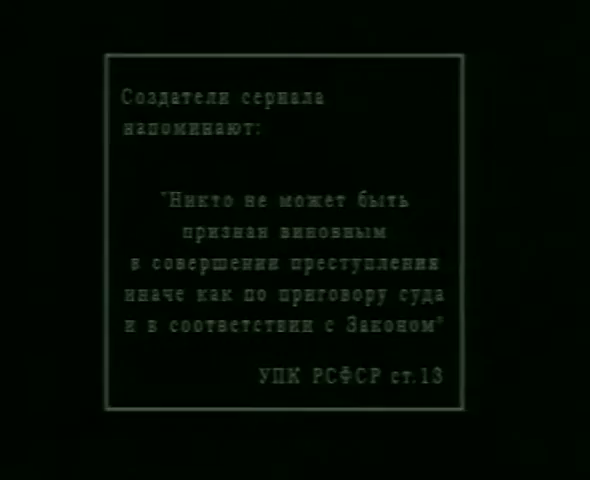 Создатели сериала
напоминают:
"Никто не может быть
признан виновным
в совершении преступления
иначе как по приговору суда
и в соответствии с Законом"
УПК РСФСР ст.13